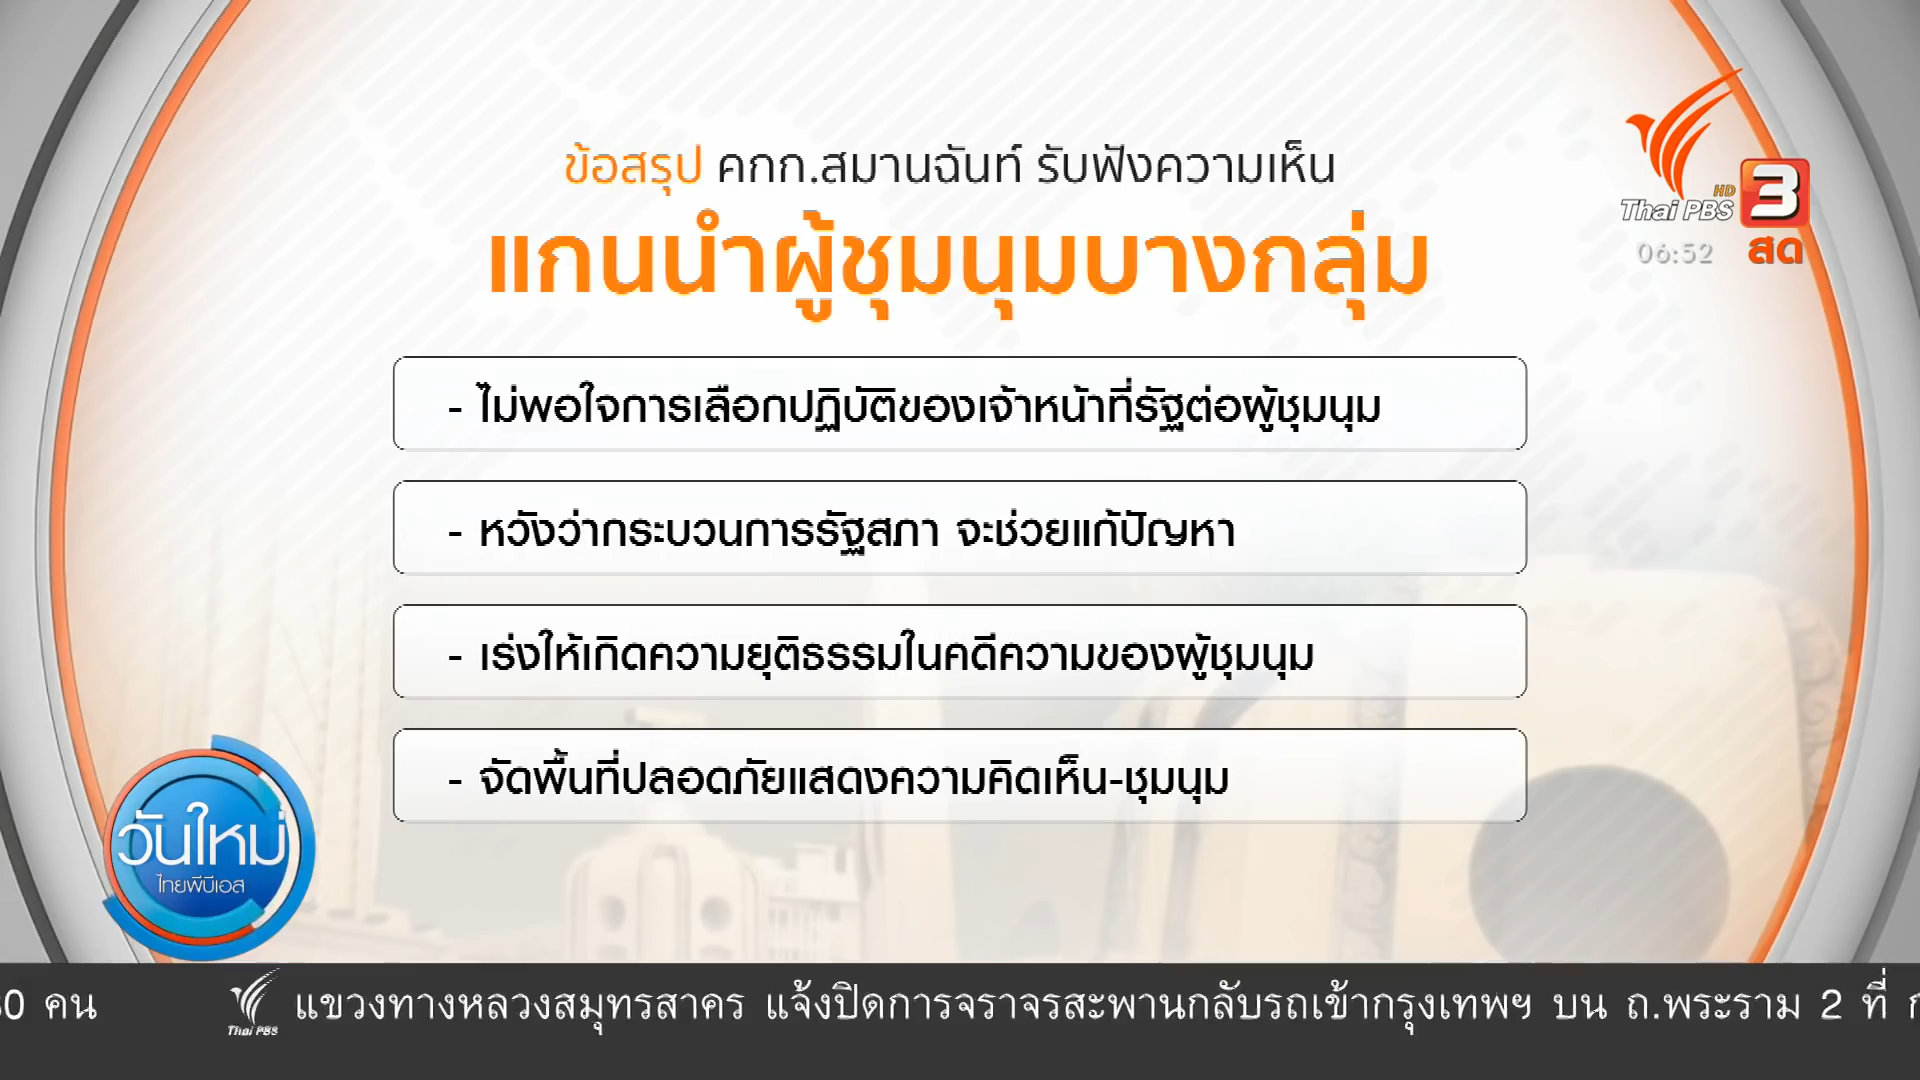 ข้อสรุป คกก.สมานฉันท์ รับฟังความเห็น
แกนนำผู้ชุมนุมบางกลุ่ม
HD
Thai PBS 3
06:52 สด
- ไม่พอใจการเลือกปฏิบัติของเจ้าหน้าที่รัฐต่อผู้ชุมนุม
- หวังว่ากระบวนการรัฐสภา จะช่วยแก้ปัญหา
- เร่งให้เกิดความยุติธรรมในคดีความของผู้ชุมนุม
- จัดพื้นที่ปลอดภัยแสดงความคิดเห็น-ชุมนุม
วันใหม่
ไทยพีบีเอส
0 คน Thai PBS แขวงทางหลวงสมุทรสาคร แจ้งปิดการจราจรสะพานกลับรถเข้ากรุงเทพฯ บน ถ.พระราม 2 ที่